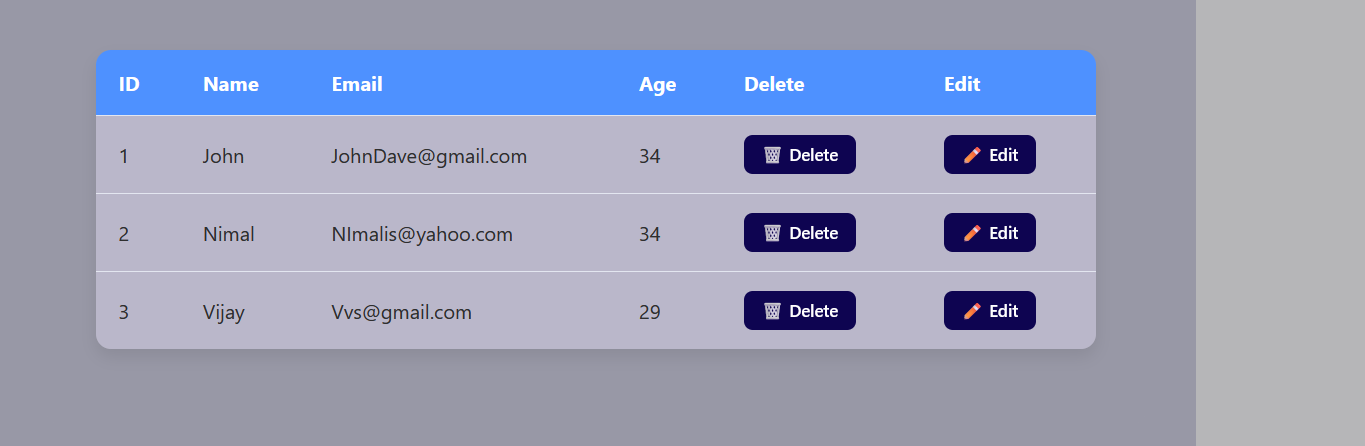 ID Name Email Age Delete Edit
1 John JohnDave@gmail.com 34 Delete Edit
2 Nimal NImalis@yahoo.com 34 Delete Edit
3 Vijay Vvs@gmail.com 29 Delete Edit